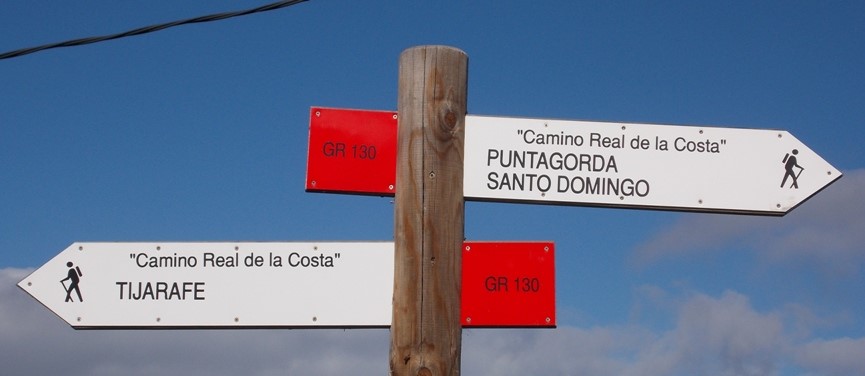 GR 130
"Camino Real de la Costa"
PUNTAGORDA
SANTO DOMINGO
"Camino Real de la Costa"
TIJARAFE
GR 130